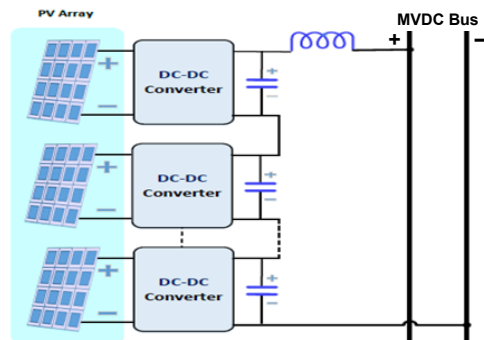 PV Array
MVDC Bus
+ −
+
−
DC-DC
Converter
+
−
+
−
DC-DC
Converter
+
−
+
−
DC-DC
Converter
+
−